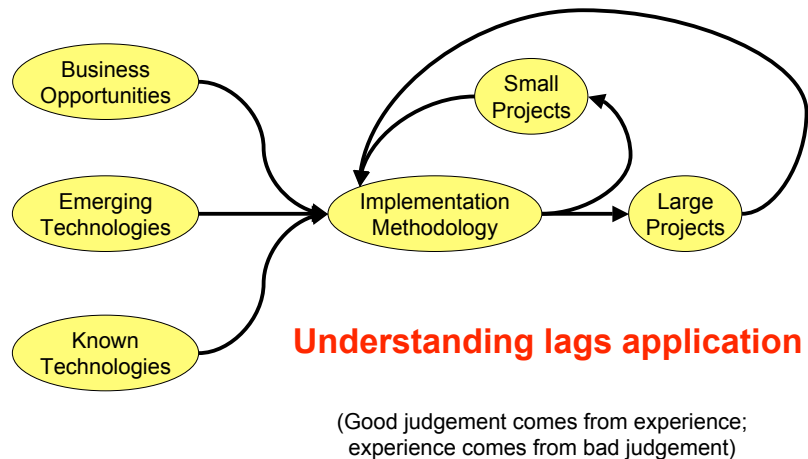 Business
Opportunities
Small
Projects
Emerging
Technologies
Implementation
Methodology
Large
Projects
Known
Technologies
Understanding lags application
(Good judgement comes from experience;
experience comes from bad judgement)